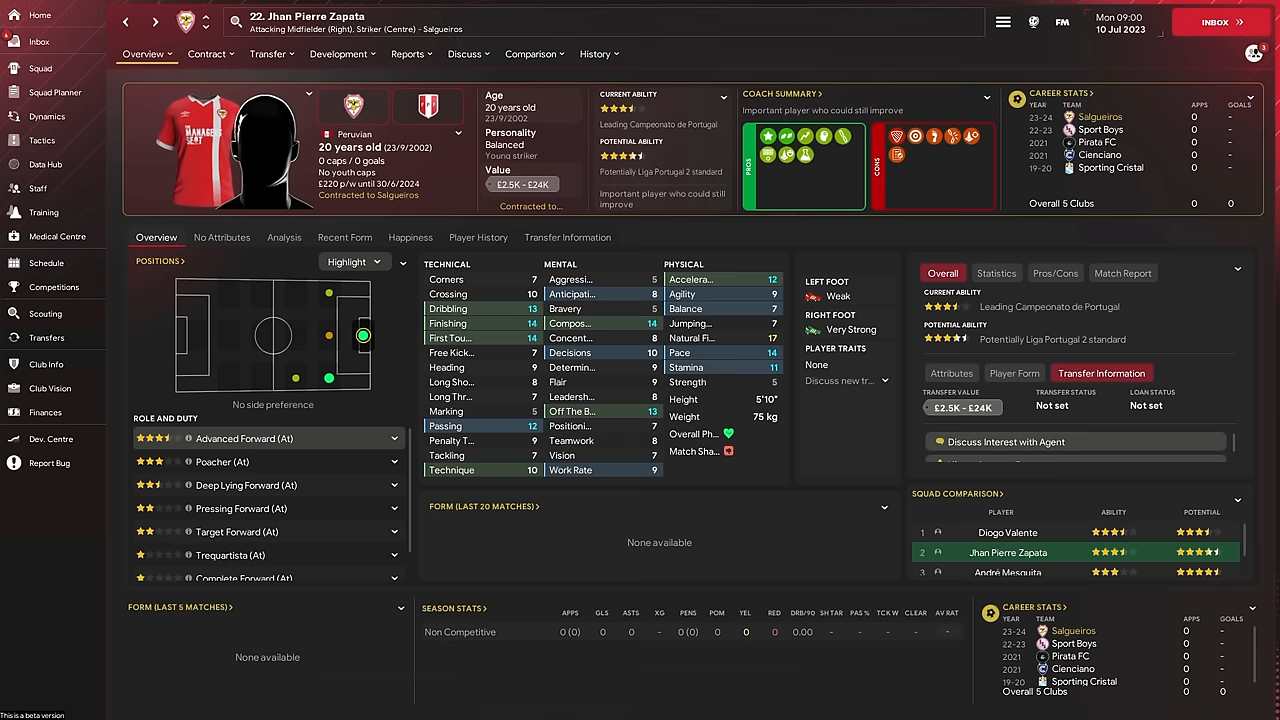 Home
Inbox
Squad
Squad Planner
Dynamics
Tactics
Data Hub
Staff
Training
Medical Centre
Schedule
Competitions
Scouting
Transfers
Club Info
Club Vision
Finances
Dev. Centre
Report Bug
This is a beta version
22. Jhan Pierre Zapata
Attacking Midfielder (Right), Striker (Centre) - Salgueiros
FM
Mon 09:00
10 Jul 2023
INBOX
3
Overview Contract Transfer Development Reports Discuss Comparison History
Peruvian
20 years old (23/9/2002)
0 caps / 0 goals
No youth caps
£220 p/w until 30/6/2024
Contracted to Salgueiros
Age
20 years old
23/9/2002
Personality
Balanced
Young striker
Value
£2.5K - £24K
Contracted to...
CURRENT ABILITY
Leading Campeonato de Portugal
POTENTIAL ABILITY
Potentially Liga Portugal 2 standard
Important player who could still
improve
COACH SUMMARY >
Important player who could still improve
PROS
CONS
CAREER STATS >
YEAR TEAM APPS GOALS
23-24 Salgueiros 0 -
22-23 Sport Boys 0 -
2021 Pirata FC 0 -
2021 Cienciano 0 -
19-20 Sporting Cristal 0 -
Overall 5 Clubs 0 0
Overview No Attributes Analysis Recent Form Happiness Player History Transfer Information
POSITIONS >
Highlight
No side preference
ROLE AND DUTY
Advanced Forward (At)
Poacher (At)
Deep Lying Forward (At)
Pressing Forward (At)
Target Forward (At)
Trequartista (At)
Complete Forward (At)
TECHNICAL
Corners 7
Crossing 10
Dribbling 13
Finishing 14
First Tou... 14
Free Kick... 7
Heading 9
Long Sho... 8
Long Thr... 7
Marking 5
Passing 12
Penalty T... 9
Tackling 7
Technique 10
MENTAL
Aggressi... 5
Anticipati... 8
Bravery 5
Compos... 14
Concent... 8
Decisions 10
Determin... 9
Flair 9
Leadersh... 8
Off The B... 13
Positioni... 7
Teamwork 8
Vision 7
Work Rate 9
PHYSICAL
Accelera... 12
Agility 9
Balance 7
Jumping... 7
Natural Fi... 17
Pace 14
Stamina 11
Strength 5
Height 5'10"
Weight 75 kg
Overall Ph...
Match Sha...
LEFT FOOT
Weak
RIGHT FOOT
Very Strong
PLAYER TRAITS
None
Discuss new tr...
Overall Statistics Pros/Cons Match Report
CURRENT ABILITY
Leading Campeonato de Portugal
POTENTIAL ABILITY
Potentially Liga Portugal 2 standard
Attributes Player Form Transfer Information
TRANSFER VALUE TRANSFER STATUS LOAN STATUS
£2.5K - £24K Not set Not set
Discuss Interest with Agent
FORM (LAST 20 MATCHES) >
None available
SQUAD COMPARISON >
PLAYER ABILITY POTENTIAL
1 Diogo Valente
2 Jhan Pierre Zapata
3 André Mesquita
FORM (LAST 5 MATCHES) >
None available
SEASON STATS > APPS GLS ASTS XG PENS POM YEL RED DRB/90 SH TAR PAS % TCK W CLEAR AV RAT
Non Competitive 0 (0) 0 0 - 0 (0) 0 0 0 0.00 - - - - -
CAREER STATS >
YEAR TEAM APPS GOALS
23-24 Salgueiros 0 -
22-23 Sport Boys 0 -
2021 Pirata FC 0 -
2021 Cienciano 0 -
19-20 Sporting Cristal 0 -
Overall 5 Clubs 0 0